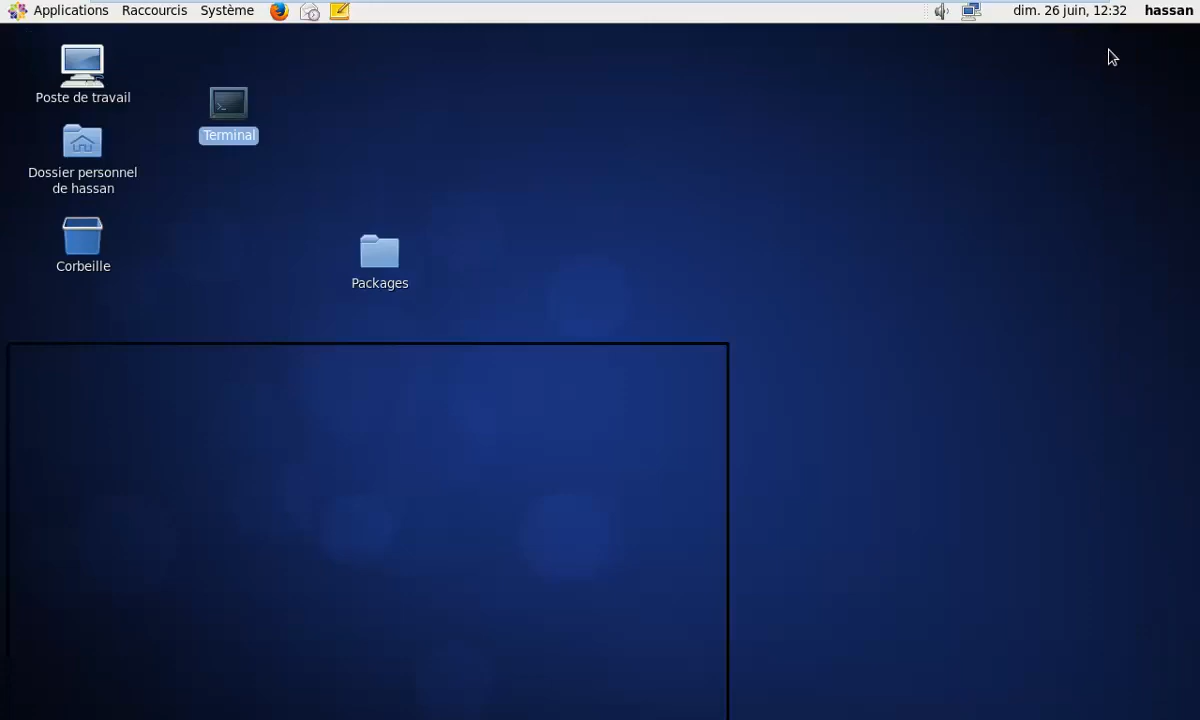 Applications Raccourcis Système dim. 26 juin, 12:32 hassan
Poste de travail
Terminal
Dossier personnel
de hassan
Corbeille
Packages